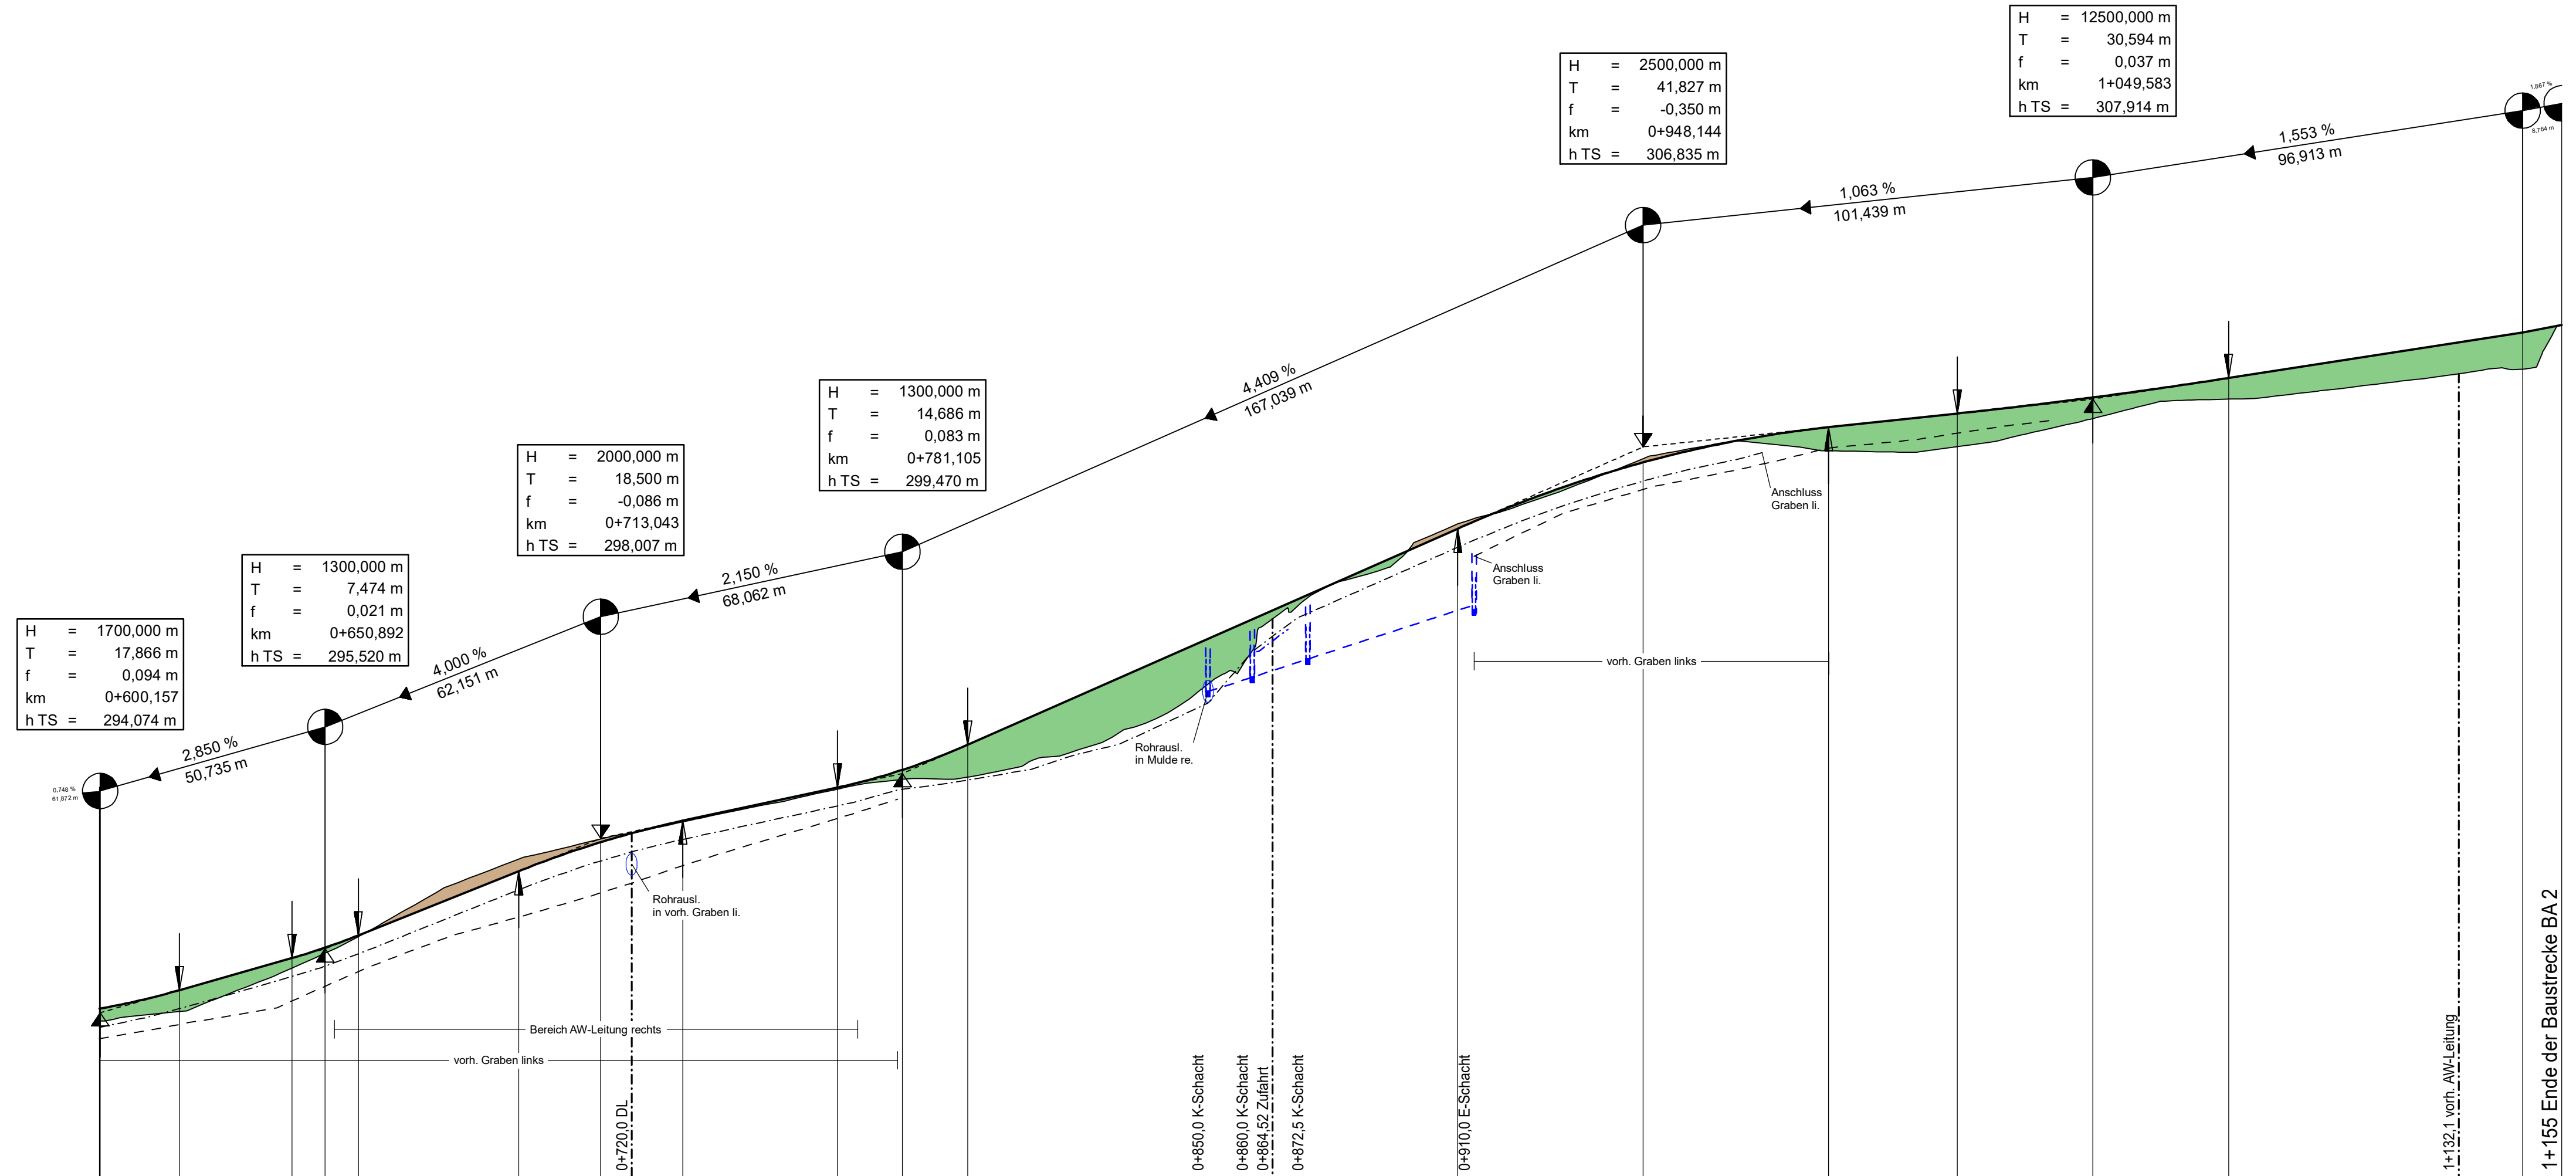 H = 1700,000 m
T = 17,866 m
f = 0,094 m
km 0+600,157
h TS = 294,074 m
H = 1300,000 m
T = 7,474 m
f = 0,021 m
km 0+650,892
h TS = 295,520 m
H = 2000,000 m
T = 18,500 m
f = -0,086 m
km 0+713,043
h TS = 298,007 m
H = 1300,000 m
T = 14,686 m
f = 0,083 m
km 0+781,105
h TS = 299,470 m
H = 2500,000 m
T = 41,827 m
f = -0,350 m
km 0+948,144
h TS = 306,835 m
H = 12500,000 m
T = 30,594 m
f = 0,037 m
km 1+049,583
h TS = 307,914 m
0,748 %
61,872 m
2,850 %
50,735 m
4,000 %
62,151 m
2,150 %
68,062 m
4,409 %
167,039 m
1,063 %
101,439 m
1,553 %
96,913 m
1,867 %
8,764 m
Anschluss
Graben li.
Anschluss
Graben li.
vorh. Graben links
Rohrausl.
in Mulde re.
Rohrausl.
in vorh. Graben li.
Bereich AW-Leitung rechts
vorh. Graben links
0+720,0 DL
0+850,0 K-Schacht
0+860,0 K-Schacht
0+864,52 Zufahrt
0+872,5 K-Schacht
0+910,0 E-Schacht
1+132,1 vorh. AW-Leitung
1+155 Ende der Baustrecke BA 2